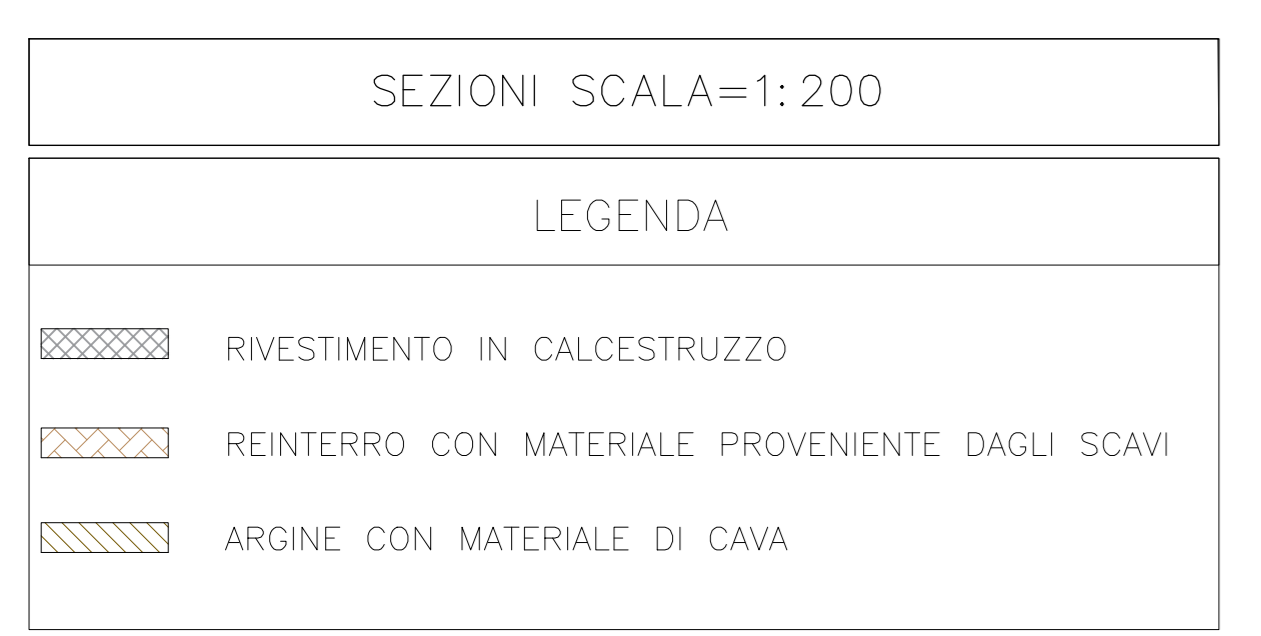 SEZIONI SCALA=1:200
LEGENDA
RIVESTIMENTO IN CALCESTRUZZO
REINTERRO CON MATERIALE PROVENIENTE DAGLI SCAVI
ARGINE CON MATERIALE DI CAVA